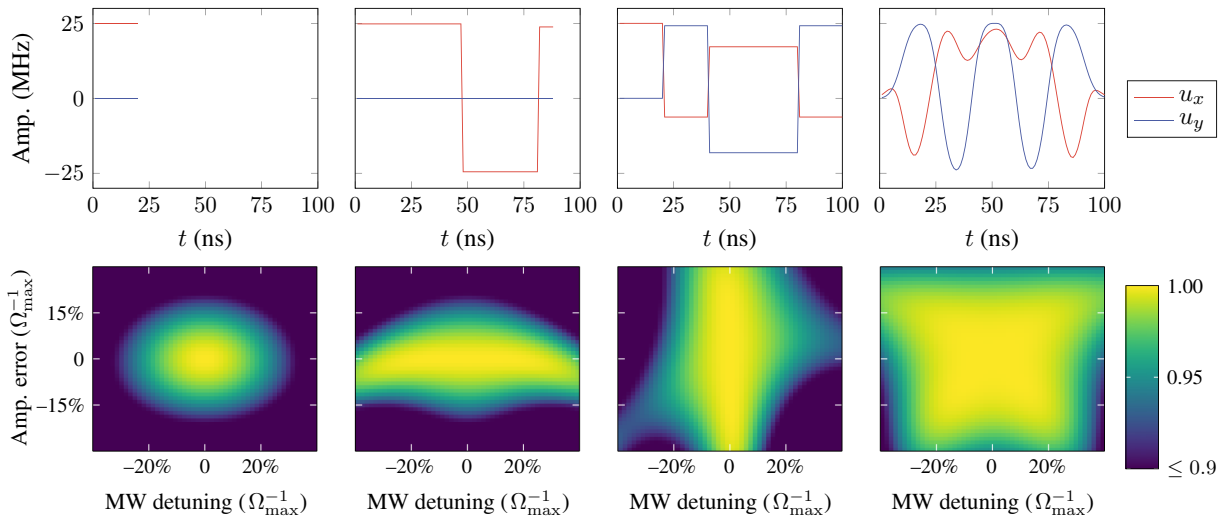 Amp. (MHz)
25
0
−25
0 25 50 75 100
t (ns)
0 25 50 75 100
t (ns)
0 25 50 75 100
t (ns)
0 25 50 75 100
t (ns)
u_x
u_y
Amp. error (Ω_max^−1)
15%
0
−15%
−20% 0 20%
MW detuning (Ω_max^−1)
−20% 0 20%
MW detuning (Ω_max^−1)
−20% 0 20%
MW detuning (Ω_max^−1)
−20% 0 20%
MW detuning (Ω_max^−1)
1.00
0.95
≤ 0.9